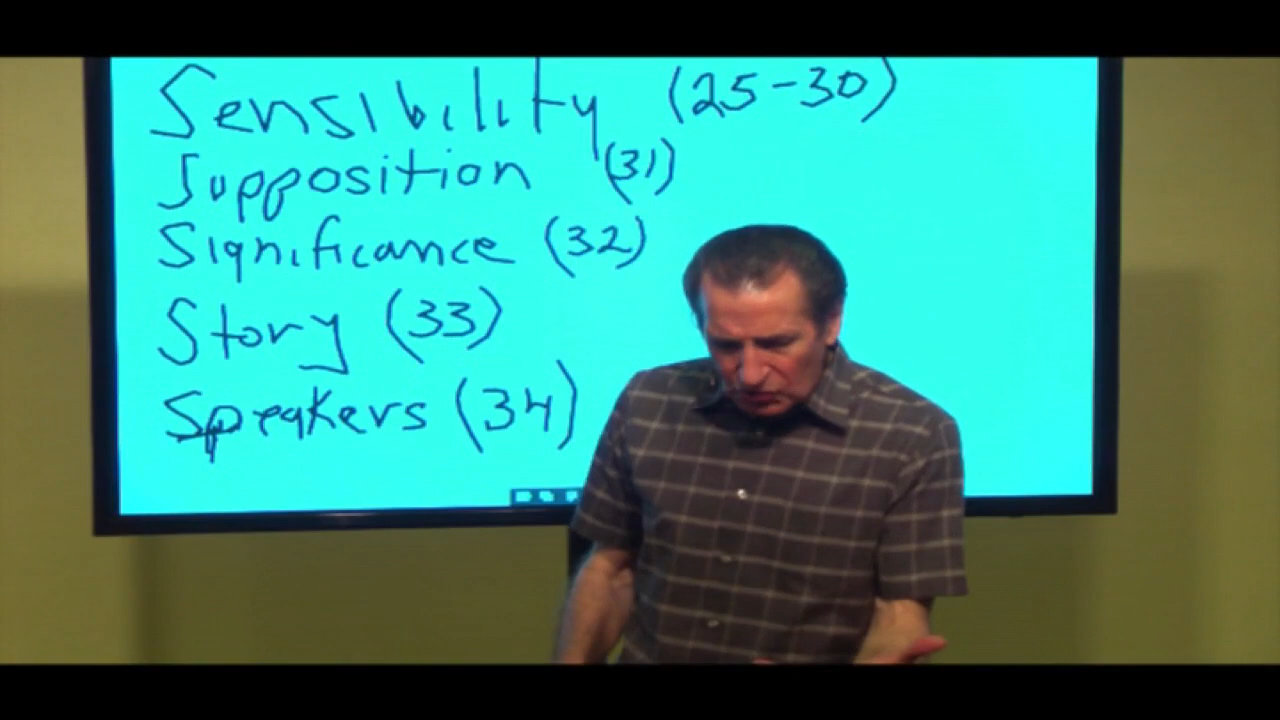 Sensibility (25-30)
Supposition (31)
Significance (32)
Story (33)
Speakers (34)